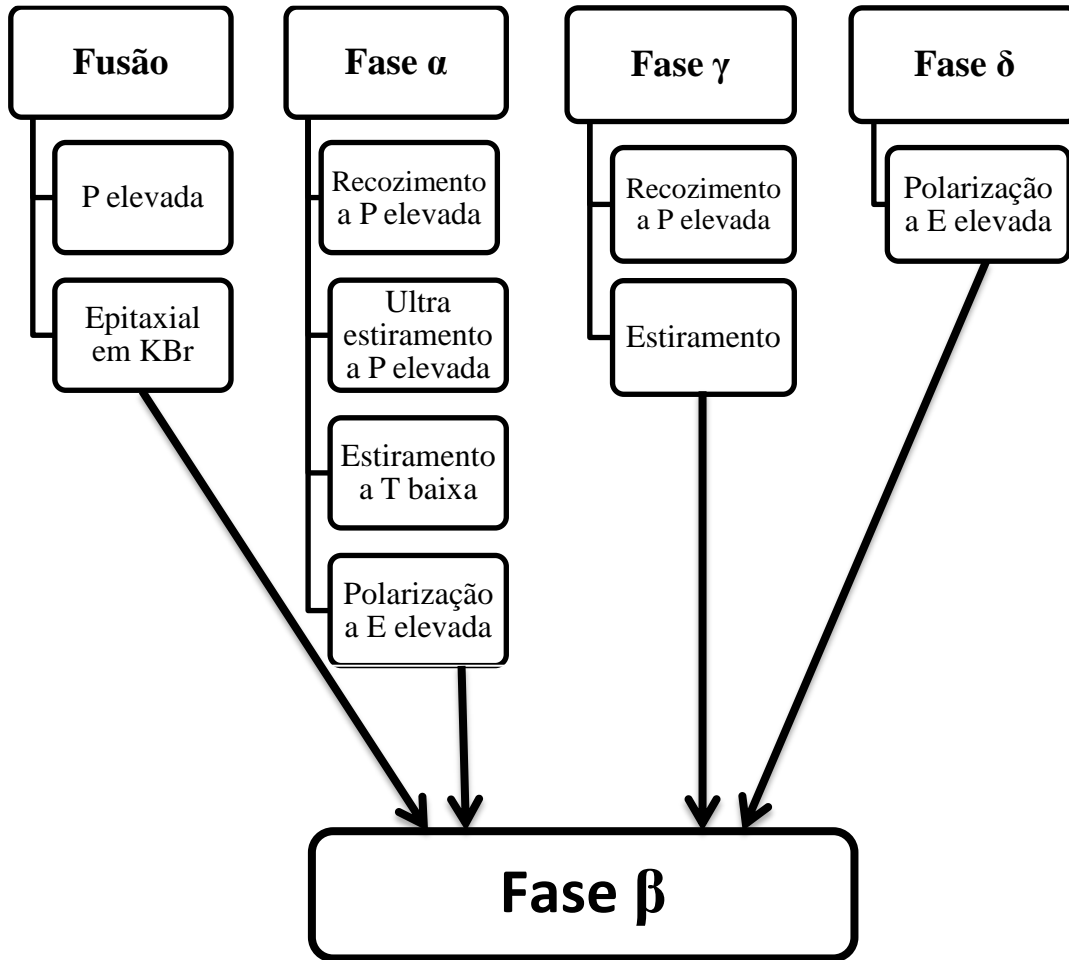 Fusão
P elevada
Epitaxial
em KBr
Fase α
Recozimento
a P elevada
Ultra
estiramento
a P elevada
Estiramento
a T baixa
Polarização
a E elevada
Fase γ
Recozimento
a P elevada
Estiramento
Fase δ
Polarização
a E elevada
Fase β